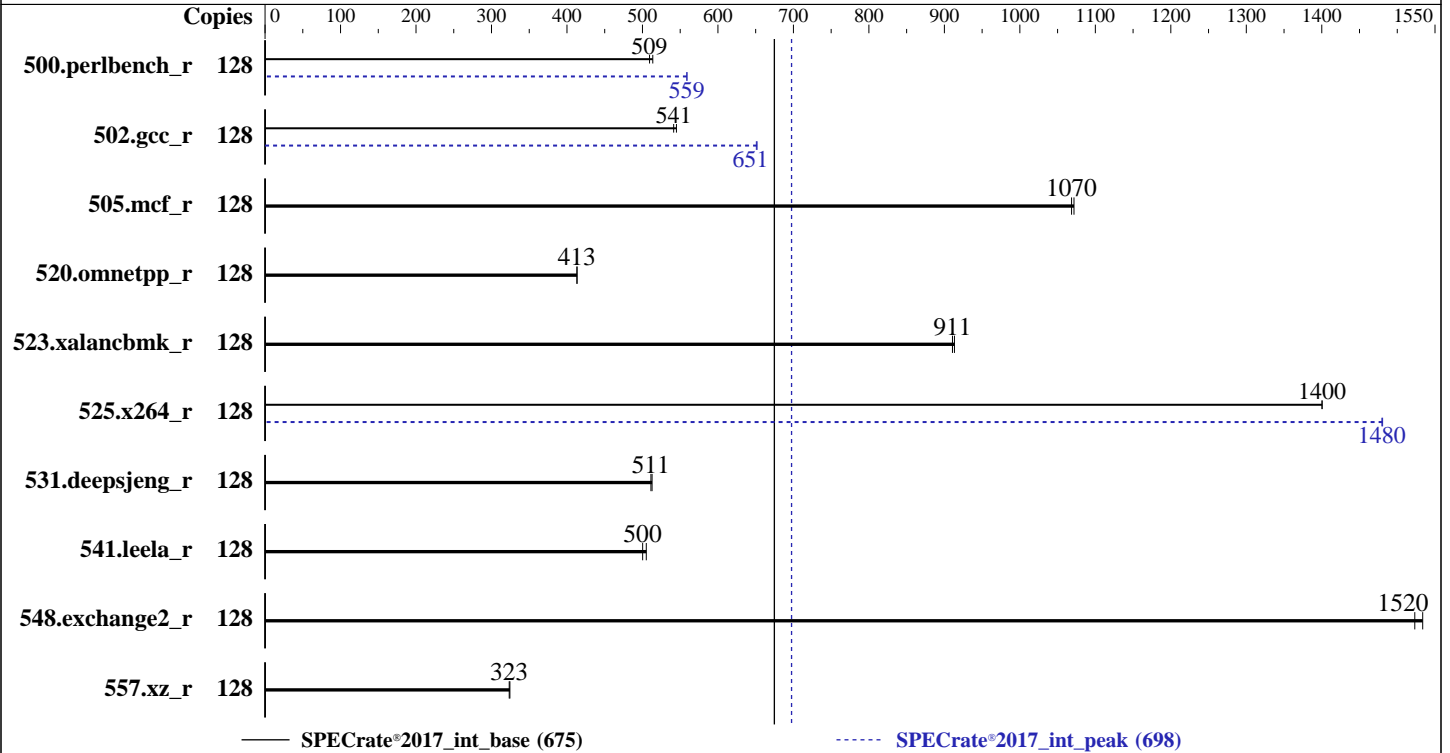 Copies 0 100 200 300 400 500 600 700 800 900 1000 1100 1200 1300 1400 1550
500.perlbench_r 128 509
559
502.gcc_r 128 541
651
505.mcf_r 128 1070
520.omnetpp_r 128 413
523.xalancbmk_r 128 911
525.x264_r 128 1400
1480
531.deepsjeng_r 128 511
541.leela_r 128 500
548.exchange2_r 128 1520
557.xz_r 128 323
SPECrate®2017_int_base (675) SPECrate®2017_int_peak (698)